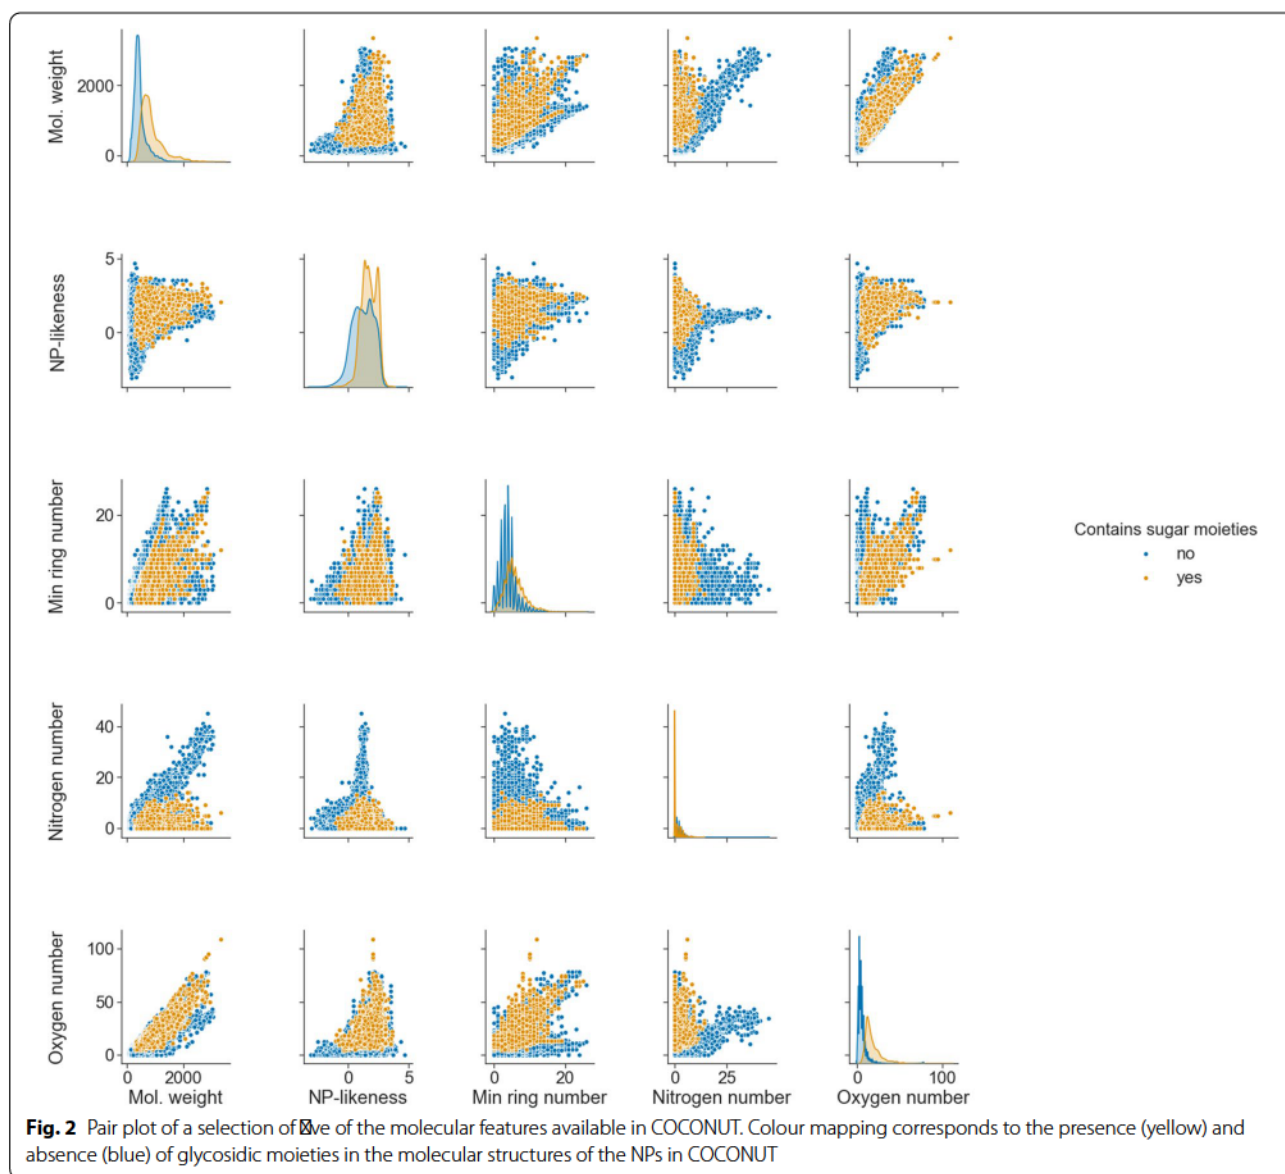 Mol. weight
2000
0
NP-likeness
5
0
Min ring number
20
0
Contains sugar moieties
no
yes
Nitrogen number
40
20
0
Oxygen number
100
50
0
0 2000 0 5 0 20 0 25 0 100
Mol. weight NP-likeness Min ring number Nitrogen number Oxygen number
Fig. 2 Pair plot of a selection of ve of the molecular features available in COCONUT. Colour mapping corresponds to the presence (yellow) and
absence (blue) of glycosidic moieties in the molecular structures of the NPs in COCONUT